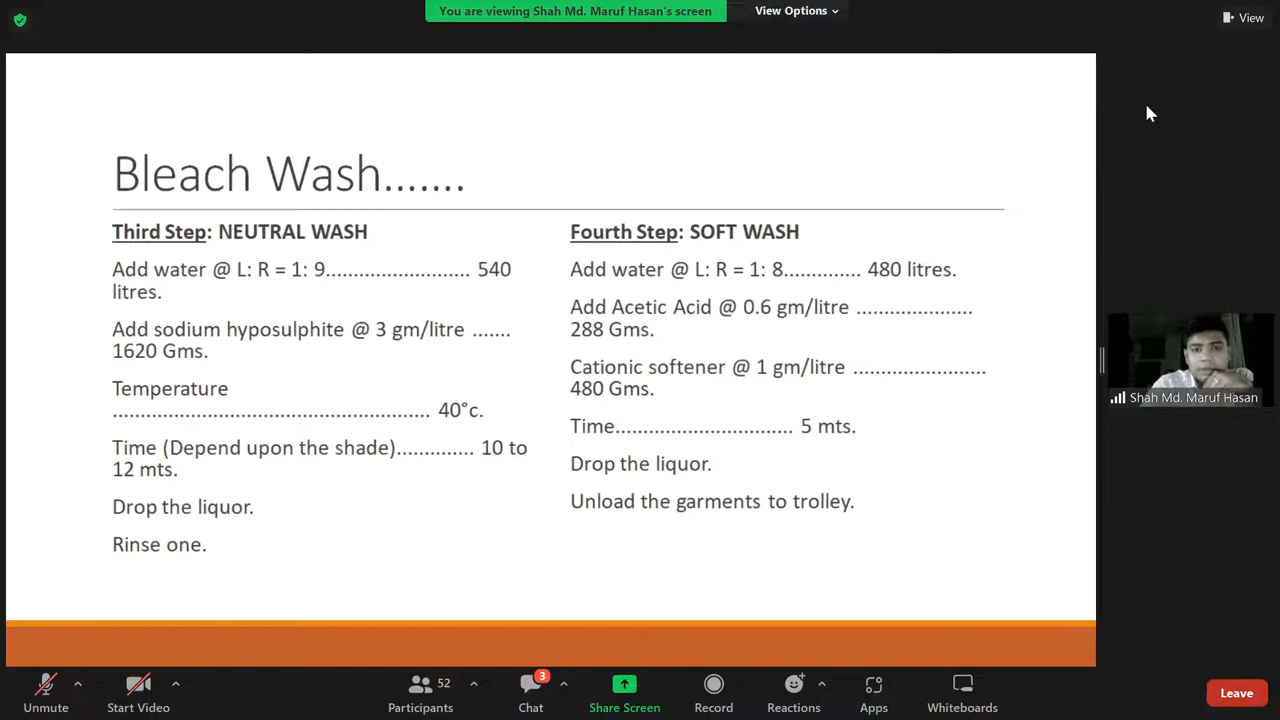 You are viewing Shah Md. Maruf Hasan's screen
View Options
View
Bleach Wash.......
Third Step: NEUTRAL WASH
Add water @ L: R = 1: 9.......................... 540
litres.
Add sodium hyposulphite @ 3 gm/litre .......
1620 Gms.
Temperature
......................................................... 40°c.
Time (Depend upon the shade).............. 10 to
12 mts.
Drop the liquor.
Rinse one.
Fourth Step: SOFT WASH
Add water @ L: R = 1: 8.............. 480 litres.
Add Acetic Acid @ 0.6 gm/litre .....................
288 Gms.
Cationic softener @ 1 gm/litre ........................
480 Gms.
Time................................ 5 mts.
Drop the liquor.
Unload the garments to trolley.
Shah Md. Maruf Hasan
Unmute
Start Video
52
Participants
3
Chat
Share Screen
Record
Reactions
Apps
Whiteboards
Leave